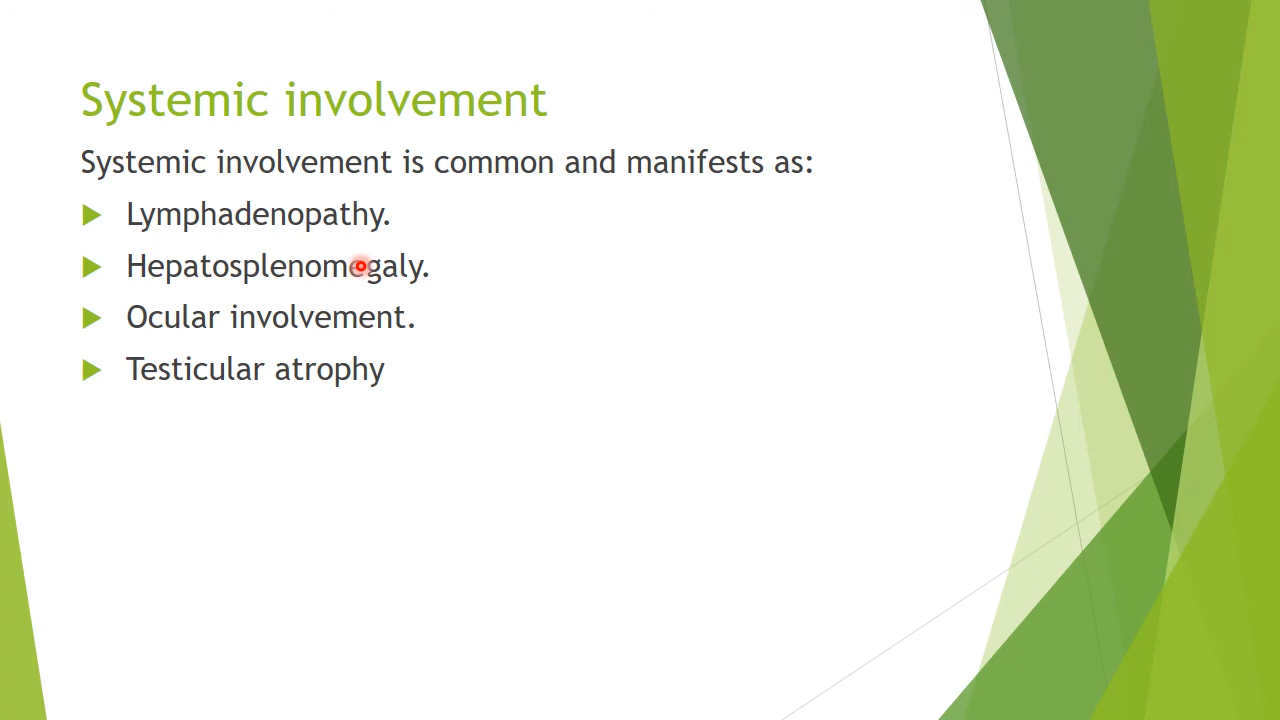 Systemic involvement
Systemic involvement is common and manifests as:
Lymphadenopathy.
Hepatosplenomegaly.
Ocular involvement.
Testicular atrophy